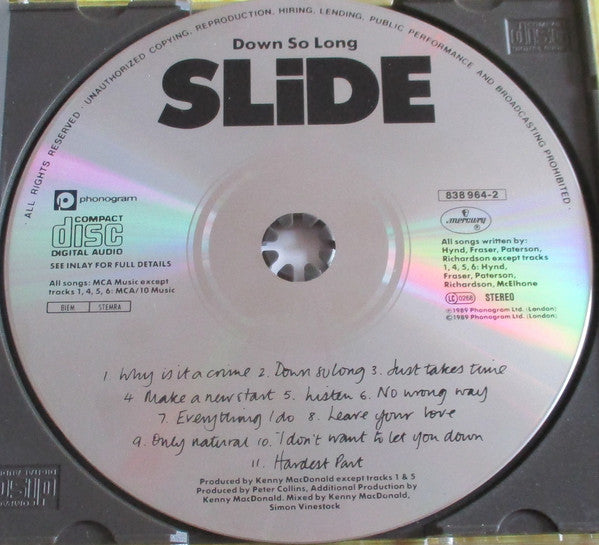 · ALL RIGHTS RESERVED · UNAUTHORIZED COPYING, REPRODUCTION, HIRING, LENDING, PUBLIC PERFORMANCE AND BROADCASTING PROHIBITED ·
Down So Long
SLiDE
phonogram
COMPACT
disc
DIGITAL AUDIO
SEE INLAY FOR FULL DETAILS
All songs: MCA Music except
tracks 1, 4, 5, 6: MCA/10 Music
BIEM STEMRA
838 964-2
mercury
All songs written by:
Hynd, Fraser, Paterson,
Richardson except tracks
1, 4, 5, 6: Hynd,
Fraser, Paterson,
Richardson, McElhone
LC 0268 STEREO
℗1989 Phonogram Ltd. (London)
©1989 Phonogram Ltd. (London)
1 Why is it a crime 2. Down so long 3. Just takes time
4 Make a new start 5. Listen 6. No wrong way
7. Everything I do 8. Leave your love
9. Only natural 10. I don't want to let you down
11. Hardest Part
Produced by Kenny MacDonald except tracks 1 & 5
Produced by Peter Collins, Additional Production by
Kenny MacDonald. Mixed by Kenny MacDonald,
Simon Vinestock
disc
DIGITAL AUDIO
disc